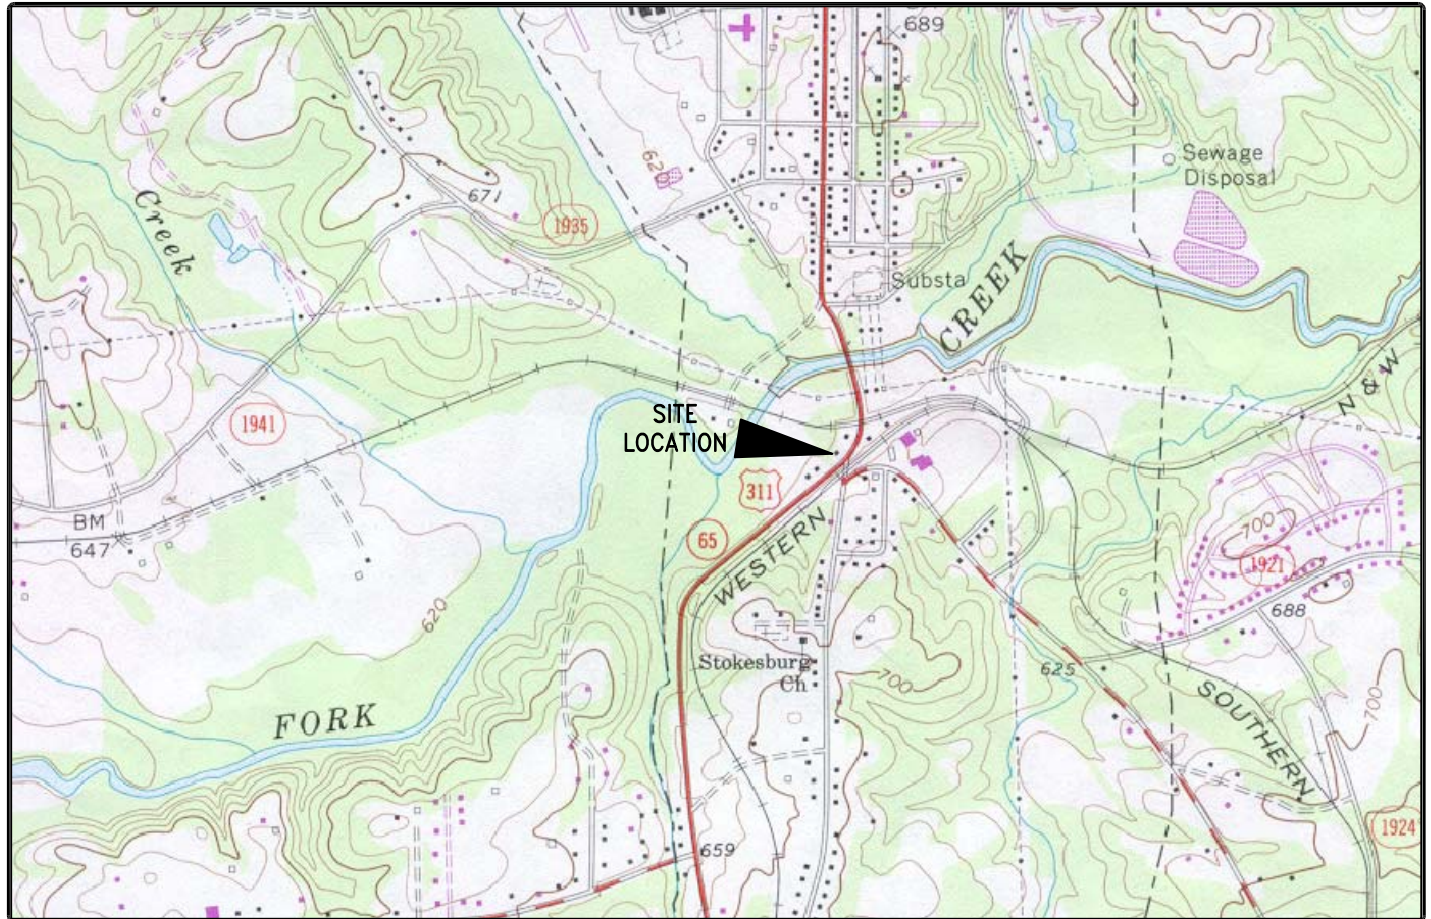 689
Sewage
Disposal
620
Creek
671
1935
Substa
CREEK
N & W
SITE
LOCATION
1941
311
BM
647
65
WESTERN
700
1921
688
620
Stokesburg
Ch
700
625
SOUTHERN
700
FORK
659
1924